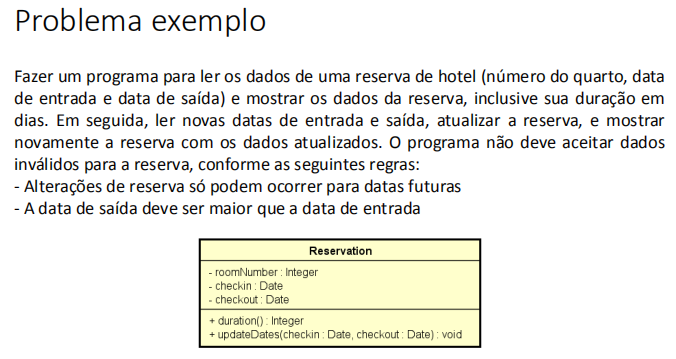 Problema exemplo
Fazer um programa para ler os dados de uma reserva de hotel (número do quarto, data
de entrada e data de saída) e mostrar os dados da reserva, inclusive sua duração em
dias. Em seguida, ler novas datas de entrada e saída, atualizar a reserva, e mostrar
novamente a reserva com os dados atualizados. O programa não deve aceitar dados
inválidos para a reserva, conforme as seguintes regras:
- Alterações de reserva só podem ocorrer para datas futuras
- A data de saída deve ser maior que a data de entrada
Reservation
- roomNumber : Integer
- checkin : Date
- checkout : Date
+ duration() : Integer
+ updateDates(checkin : Date, checkout : Date) : void